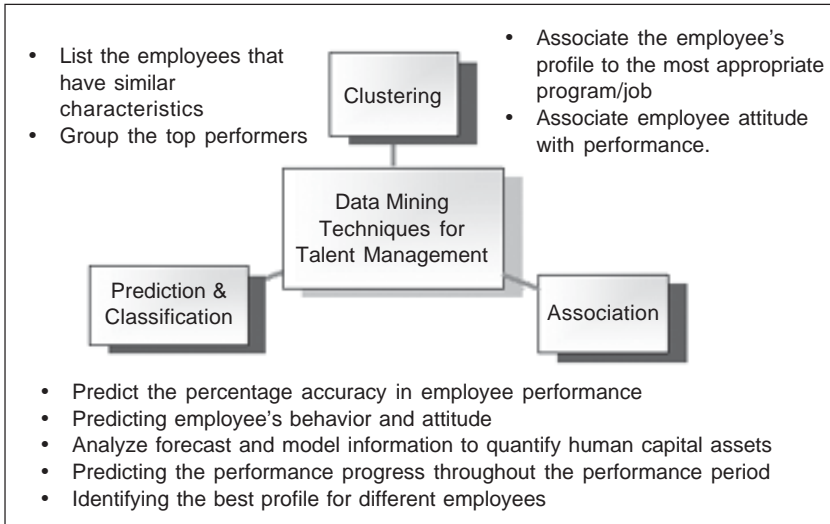 • List the employees that
have similar
characteristics
• Group the top performers
Clustering
• Associate the employee's
profile to the most appropriate
program/job
• Associate employee attitude
with performance.
Data Mining
Techniques for
Talent Management
Prediction &
Classification
Association
• Predict the percentage accuracy in employee performance
• Predicting employee's behavior and attitude
• Analyze forecast and model information to quantify human capital assets
• Predicting the performance progress throughout the performance period
• Identifying the best profile for different employees